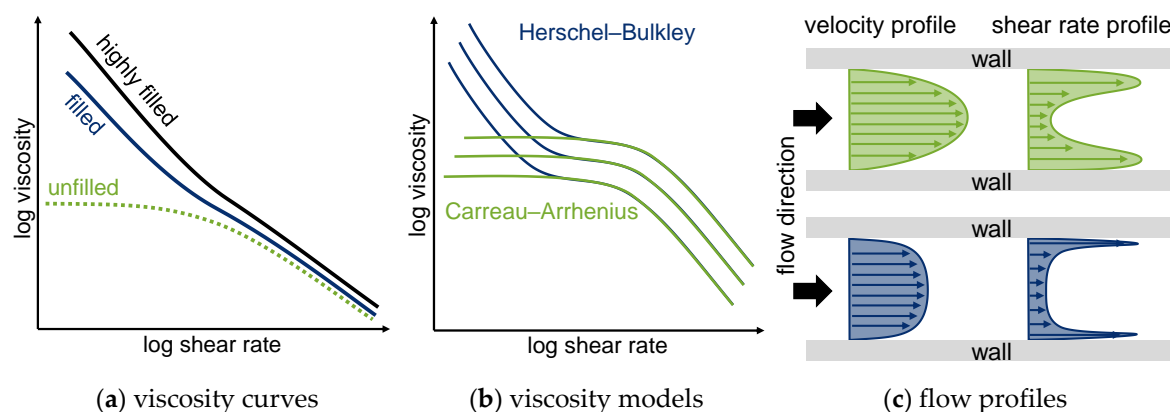 log viscosity
highly filled
filled
unfilled
log shear rate
(a) viscosity curves
log viscosity
Herschel–Bulkley
Carreau–Arrhenius
log shear rate
(b) viscosity models
velocity profile
shear rate profile
wall
wall
flow direction
wall
wall
(c) flow profiles